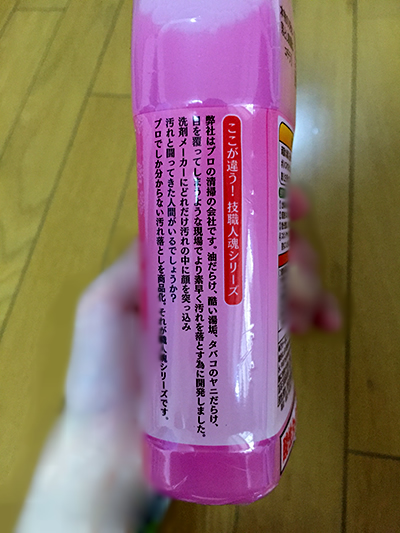 ここが違う!技職人魂シリーズ
弊社はプロの清掃の会社です。油だらけ、酷い湯垢、タバコのヤニだらけ、
目を覆ってしまうような現場でより素早く汚れを落とす為に開発しました。
洗剤メーカーにどれだけ汚れの中に顔を突っ込み
汚れと闘ってきた人間がいるでしょうか?
プロでしか分からない汚れ落としを商品化、それが職人魂シリーズです。